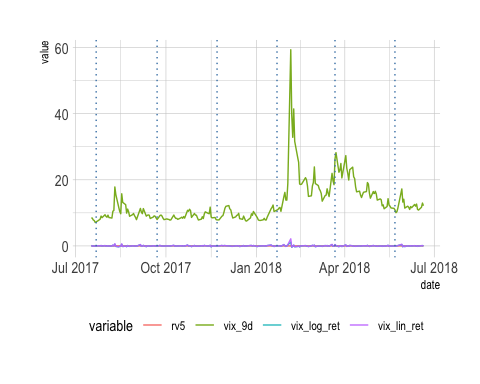 value
60
40
20
0
Jul 2017 Oct 2017 Jan 2018 Apr 2018 Jul 2018
date
variable rv5 vix_9d vix_log_ret vix_lin_ret